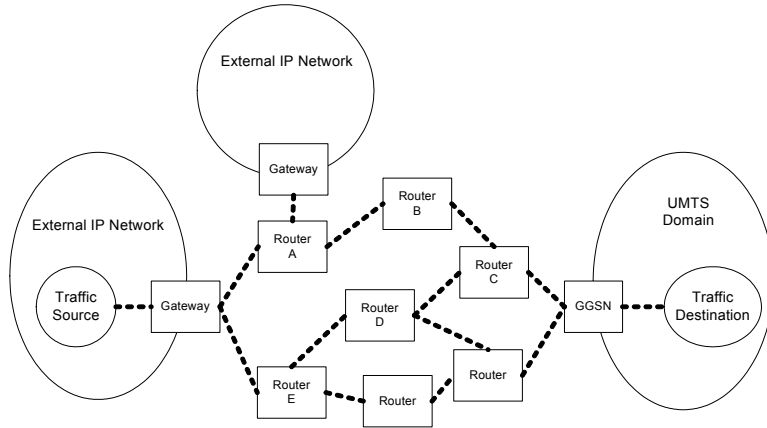 External IP Network
Gateway
Router
B
External IP Network
UMTS
Domain
Router
A
Router
C
Traffic
Source
Gateway
Router
D
GGSN
Traffic
Destination
Router
E
Router
Router